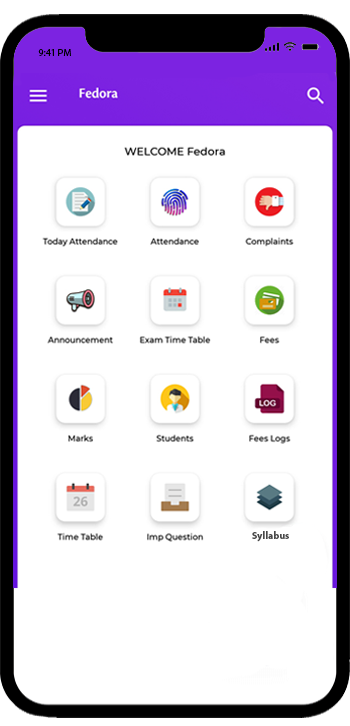 9:41 PM
Fedora
WELCOME Fedora
Today Attendance Attendance Complaints
Announcement Exam Time Table Fees
LOG
Marks Students Fees Logs
26
Time Table Imp Question Syllabus